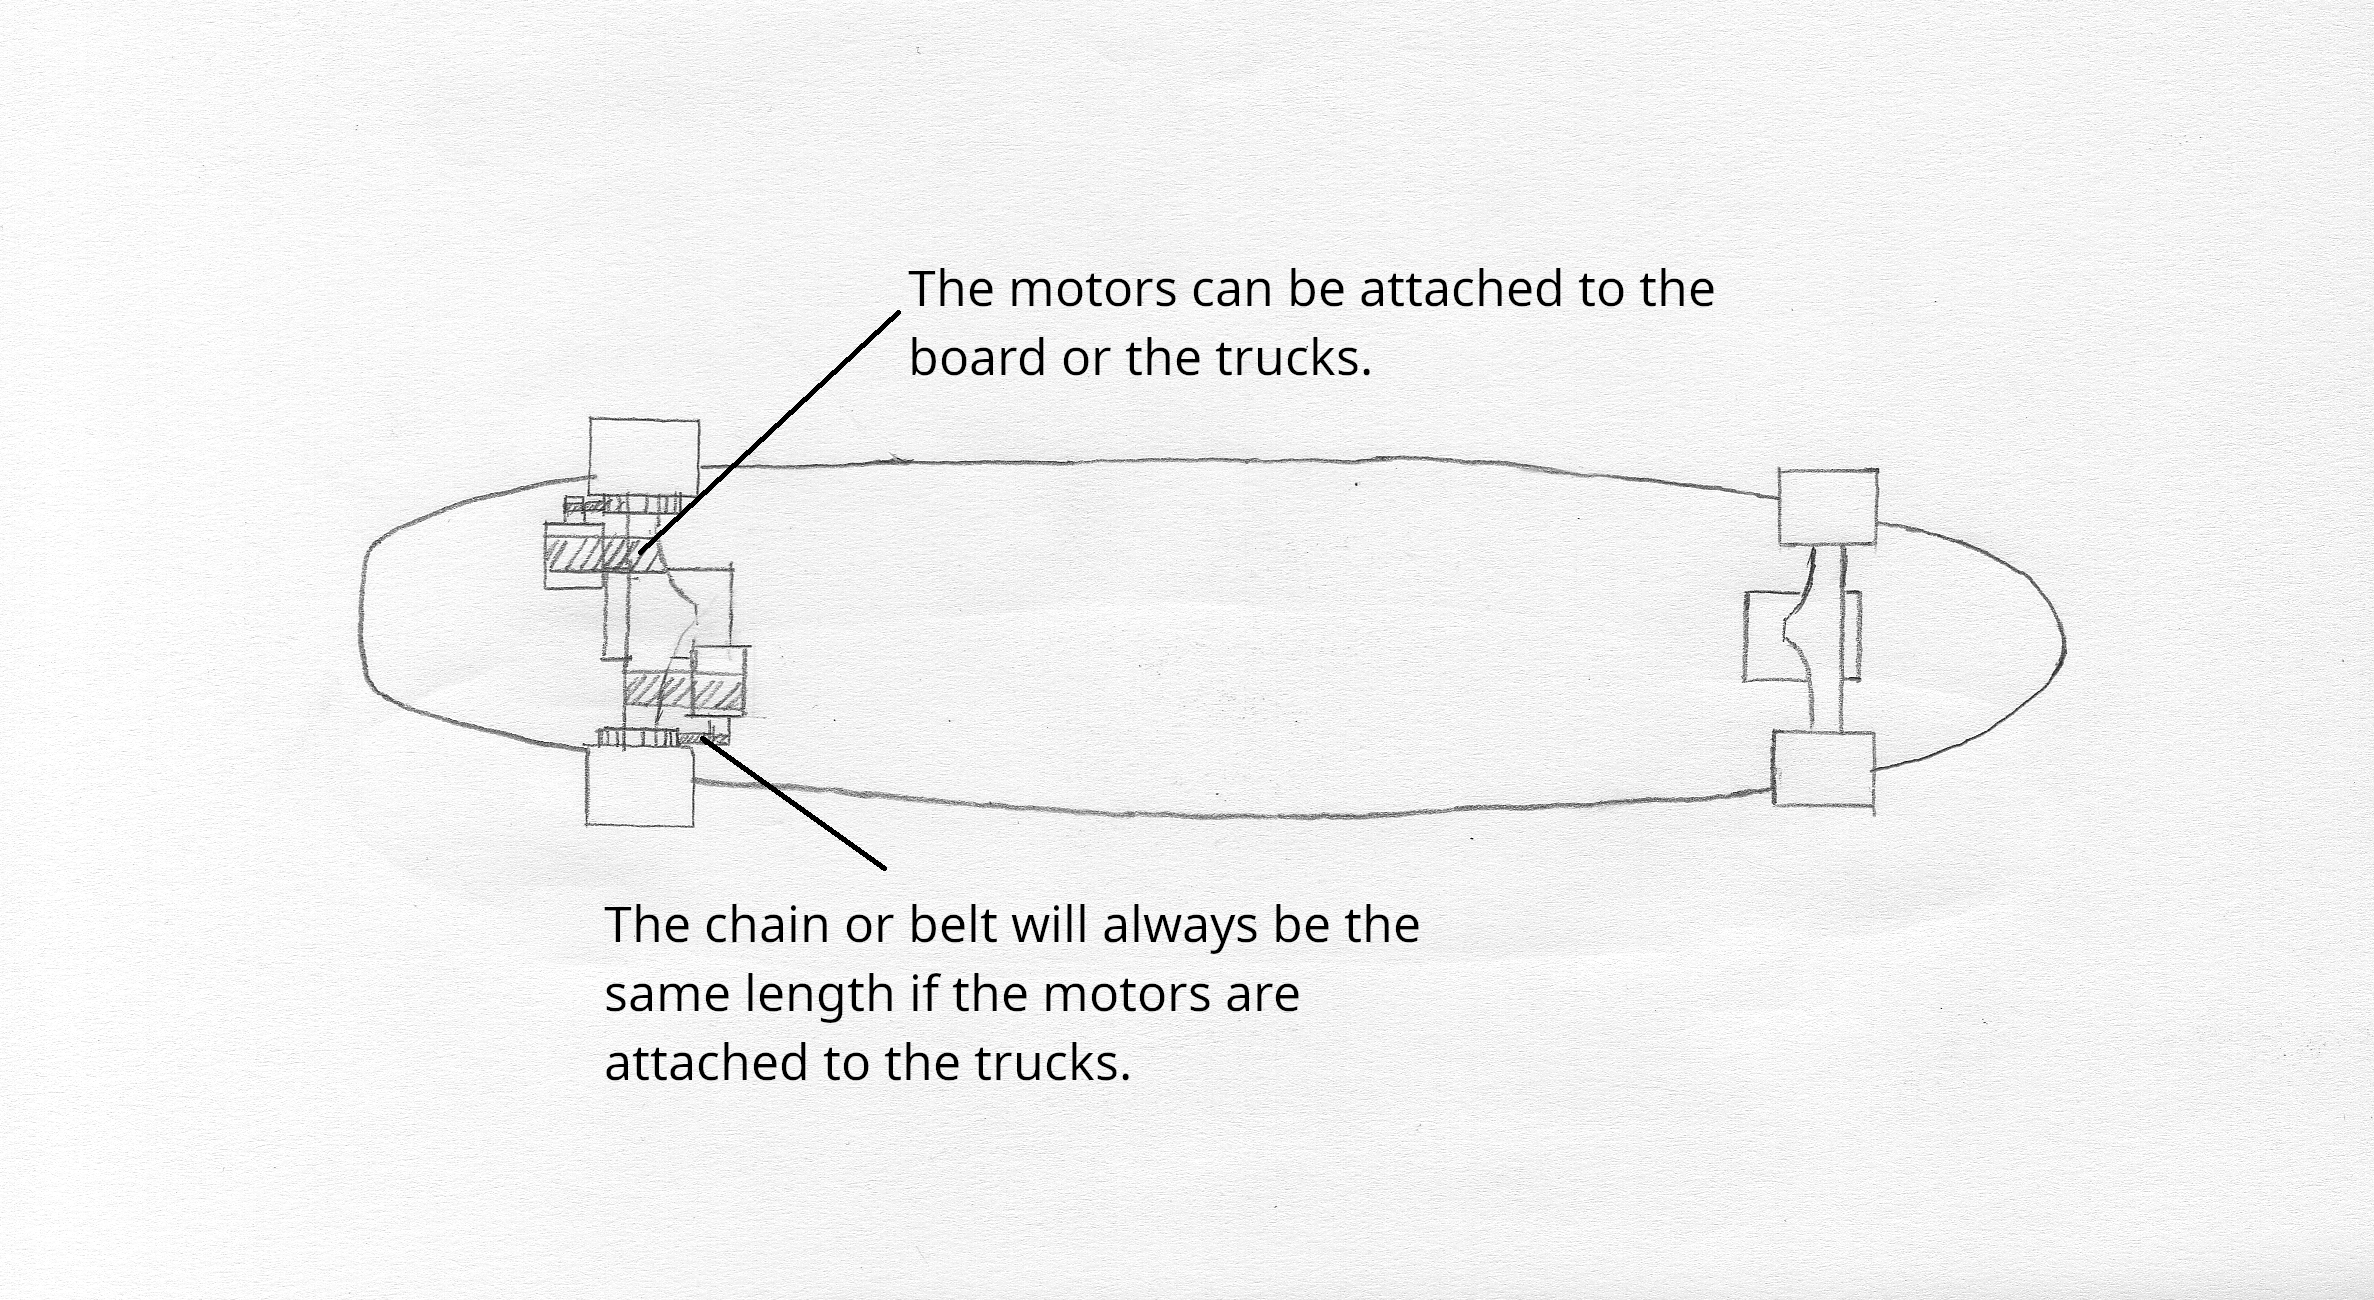 The motors can be attached to the
board or the trucks.
The chain or belt will always be the
same length if the motors are
attached to the trucks.